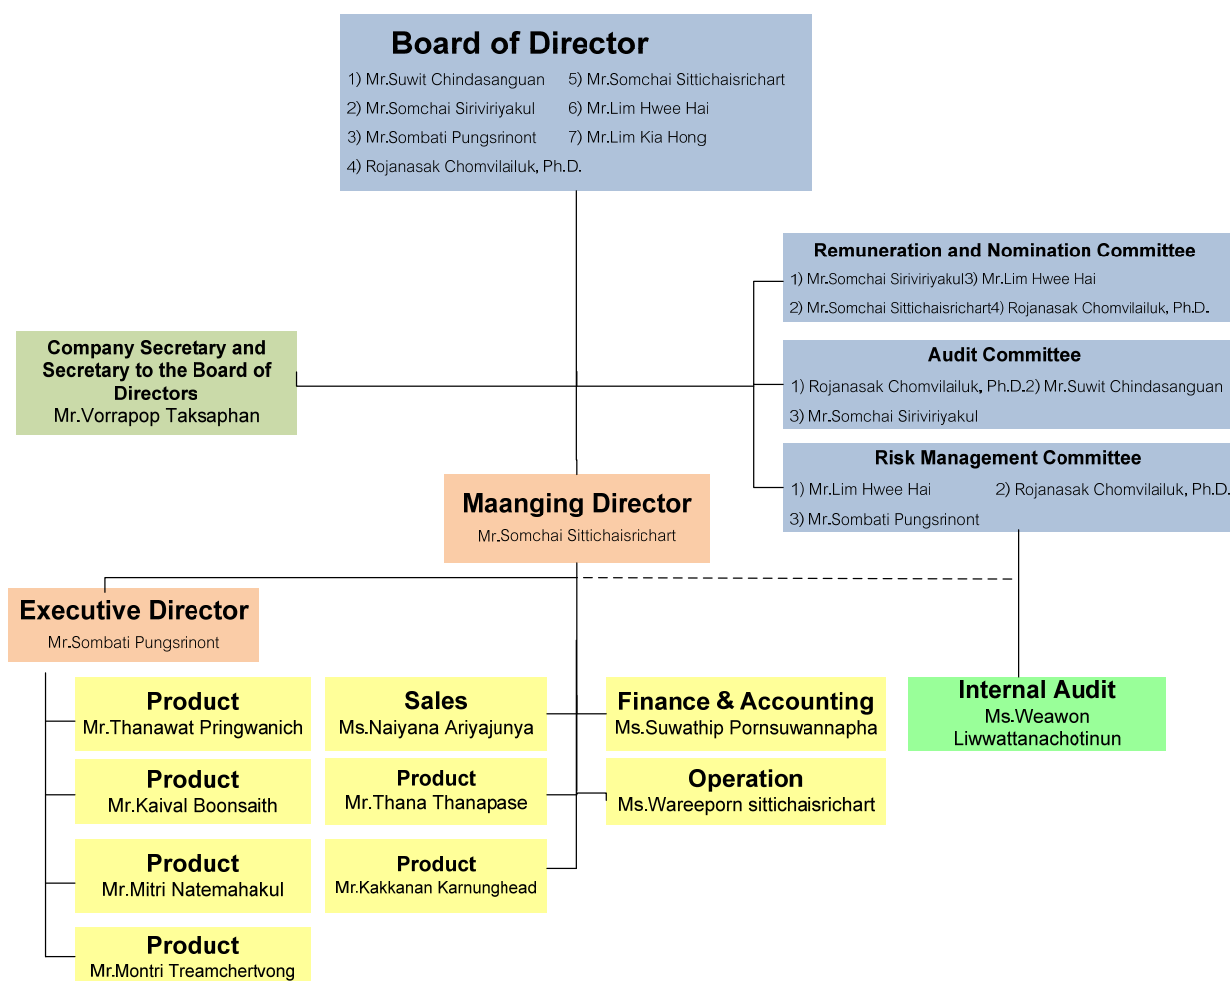 Board of Director
1) Mr.Suwit Chindasanguan 5) Mr.Somchai Sittichaisrichart
2) Mr.Somchai Siriviriyakul 6) Mr.Lim Hwee Hai
3) Mr.Sombati Pungsrinont 7) Mr.Lim Kia Hong
4) Rojanasak Chomvilailuk, Ph.D.
Remuneration and Nomination Committee
1) Mr.Somchai Siriviriyakul3) Mr.Lim Hwee Hai
2) Mr.Somchai Sittichaisrichart4) Rojanasak Chomvilailuk, Ph.D.
Company Secretary and
Secretary to the Board of
Directors
Mr.Vorrapop Taksaphan
Audit Committee
1) Rojanasak Chomvilailuk, Ph.D.2) Mr.Suwit Chindasanguan
3) Mr.Somchai Siriviriyakul
Risk Management Committee
1) Mr.Lim Hwee Hai 2) Rojanasak Chomvilailuk, Ph.D.
3) Mr.Sombati Pungsrinont
Maanging Director
Mr.Somchai Sittichaisrichart
Executive Director
Mr.Sombati Pungsrinont
Product
Mr.Thanawat Pringwanich
Sales
Ms.Naiyana Ariyajunya
Finance & Accounting
Ms.Suwathip Pornsuwannapha
Internal Audit
Ms.Weawon
Liwwattanachotinun
Product
Mr.Kaival Boonsaith
Product
Mr.Thana Thanapase
Operation
Ms.Wareeporn sittichaisrichart
Product
Mr.Mitri Natemahakul
Product
Mr.Kakkanan Karnunghead
Product
Mr.Montri Treamchertvong